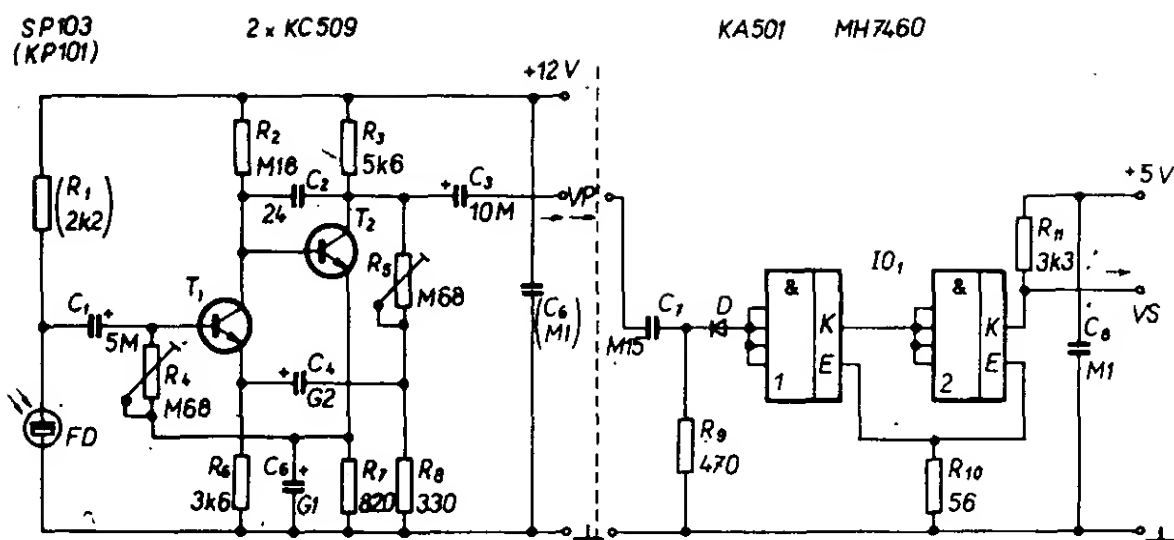 SP103
(KP101)
2 x KC509
KA501
MH7460
+12 V
R2
M18
R3
5k6
(R1
2k2)
C2
24
+ C3
10M
VP
T2
R5
M68
T1
C1 +
5M
R4
M68
+ C4
G2
(C6
M1)
FD
R6
3k6
C6 +
G1
R7
820
R8
330
+5 V
R11
3k3
IO1
VS
C7
M15
D
&
K
E
1
&
K
E
2
C8
M1
R9
470
R10
56